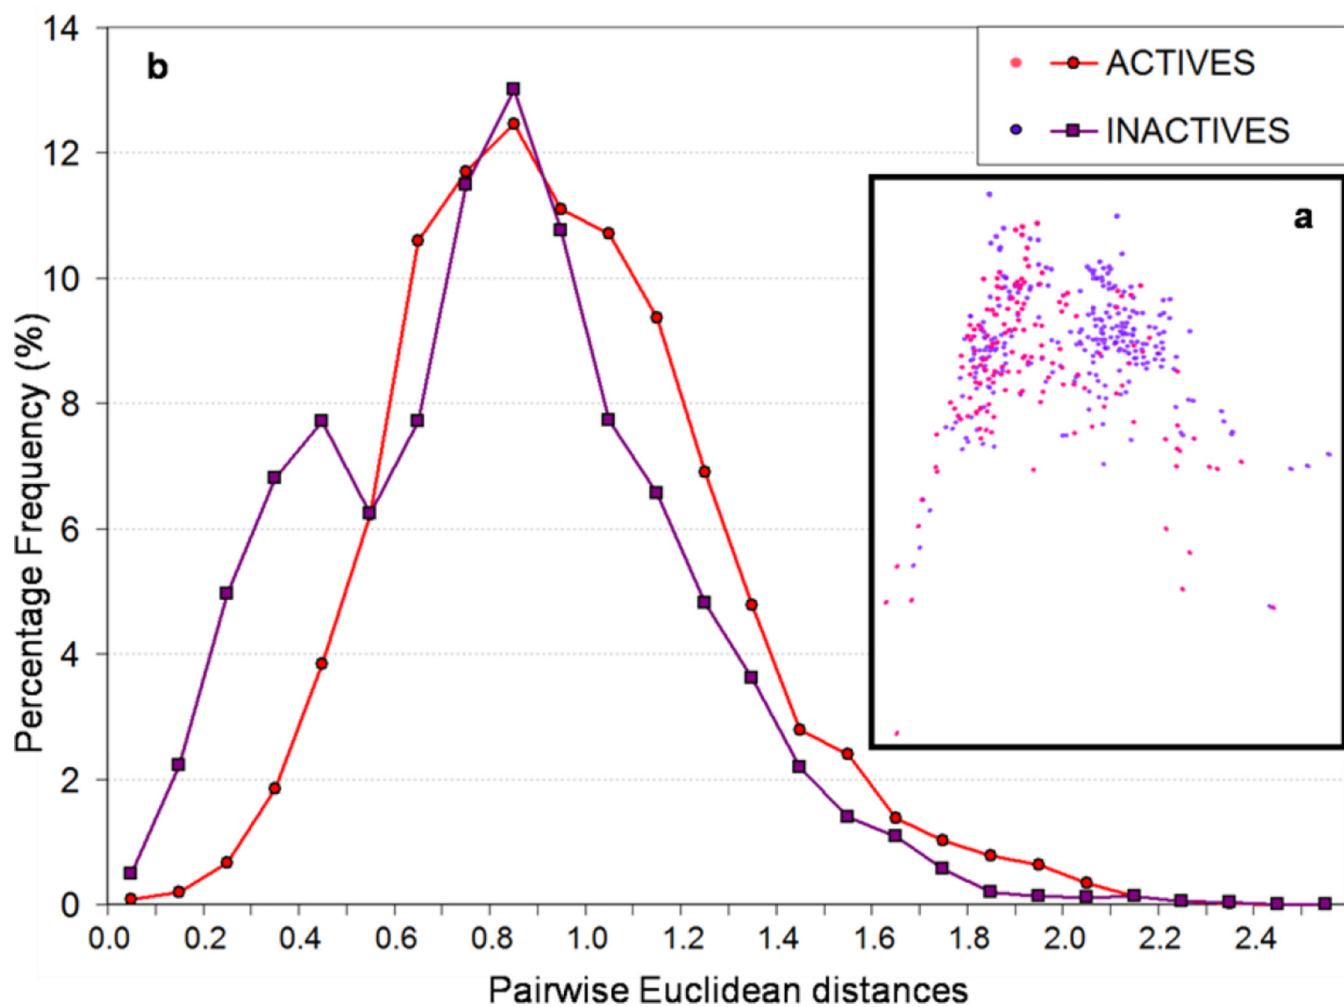 14
12
10
8
6
4
2
0
Percentage Frequency (%)
b
ACTIVES
INACTIVES
a
0.0 0.2 0.4 0.6 0.8 1.0 1.2 1.4 1.6 1.8 2.0 2.2 2.4
Pairwise Euclidean distances